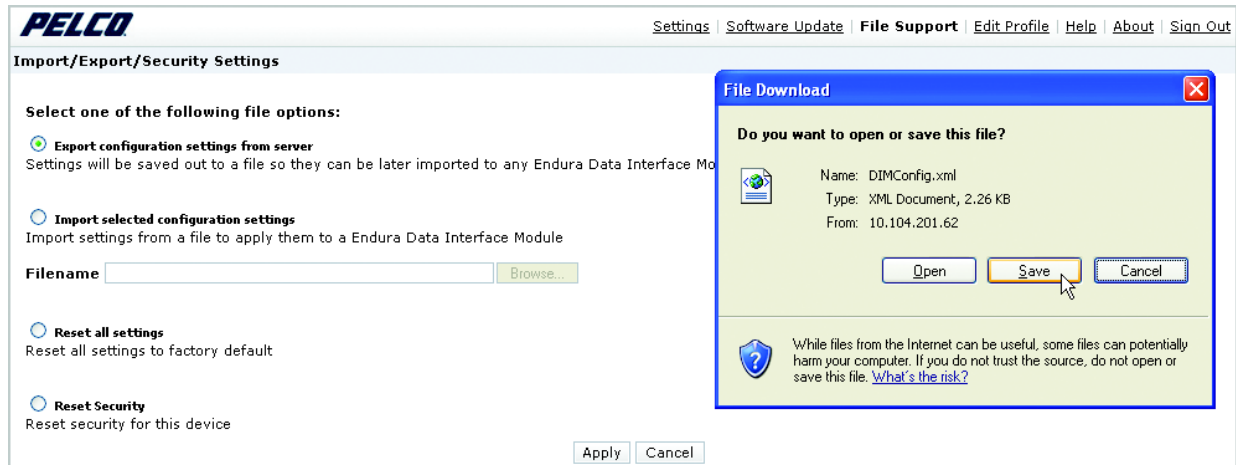 PELCO
Settings | Software Update | File Support | Edit Profile | Help | About | Sign Out
Import/Export/Security Settings
Select one of the following file options:
Export configuration settings from server
Settings will be saved out to a file so they can be later imported to any Endura Data Interface Mo
Import selected configuration settings
Import settings from a file to apply them to a Endura Data Interface Module
Filename Browse...
Reset all settings
Reset all settings to factory default
Reset Security
Reset security for this device
Apply Cancel
File Download
Do you want to open or save this file?
Name: DIMConfig.xml
Type: XML Document, 2.26 KB
From: 10.104.201.62
Open Save Cancel
While files from the Internet can be useful, some files can potentially
harm your computer. If you do not trust the source, do not open or
save this file. What's the risk?